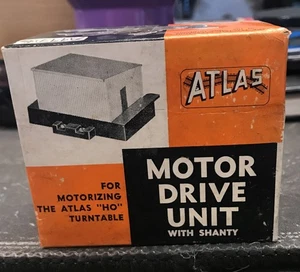 ATLAS
FOR
MOTORIZING
THE ATLAS "HO"
TURNTABLE
MOTOR
DRIVE
UNIT
WITH SHANTY